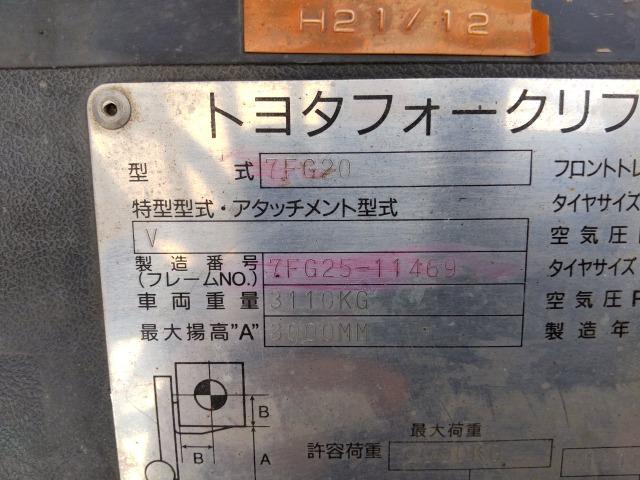 H21/12
トヨタフォークリフ
型 式 7FG20
フロントトレ
特型型式・アタッチメント型式
タイヤサイズ
V
空気圧
製造番号 (フレームNO.) 7FG25-11469
タイヤサイズ
車両重量 3110KG
空気圧F
最大揚高"A" 3000MM
製造年
B
B
A
最大荷重
許容荷重